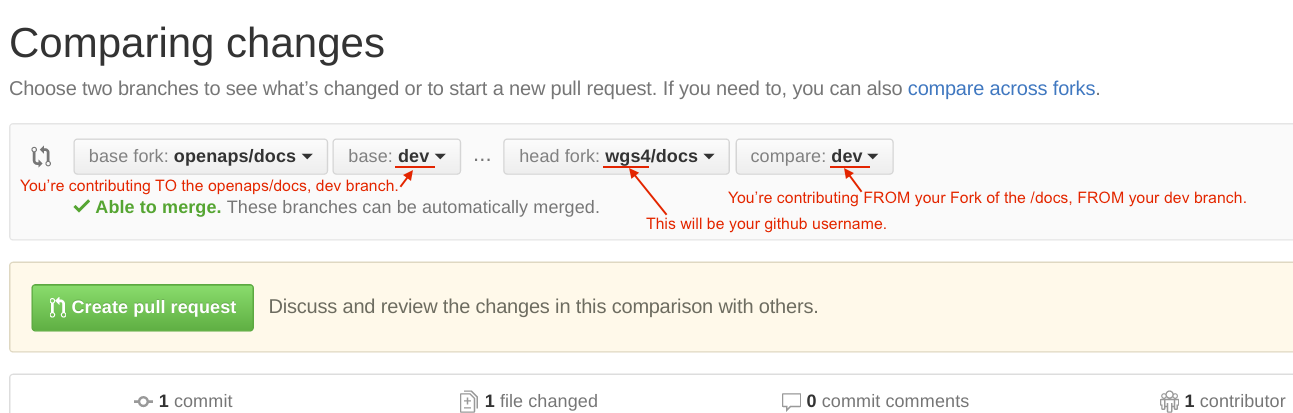 Comparing changes
Choose two branches to see what's changed or to start a new pull request. If you need to, you can also compare across forks.
base fork: openaps/docs base: dev ... head fork: wgs4/docs compare: dev
You're contributing TO the openaps/docs, dev branch.
You're contributing FROM your Fork of the /docs, FROM your dev branch.
Able to merge. These branches can be automatically merged.
This will be your github username.
Create pull request Discuss and review the changes in this comparison with others.
1 commit 1 file changed 0 commit comments 1 contributor